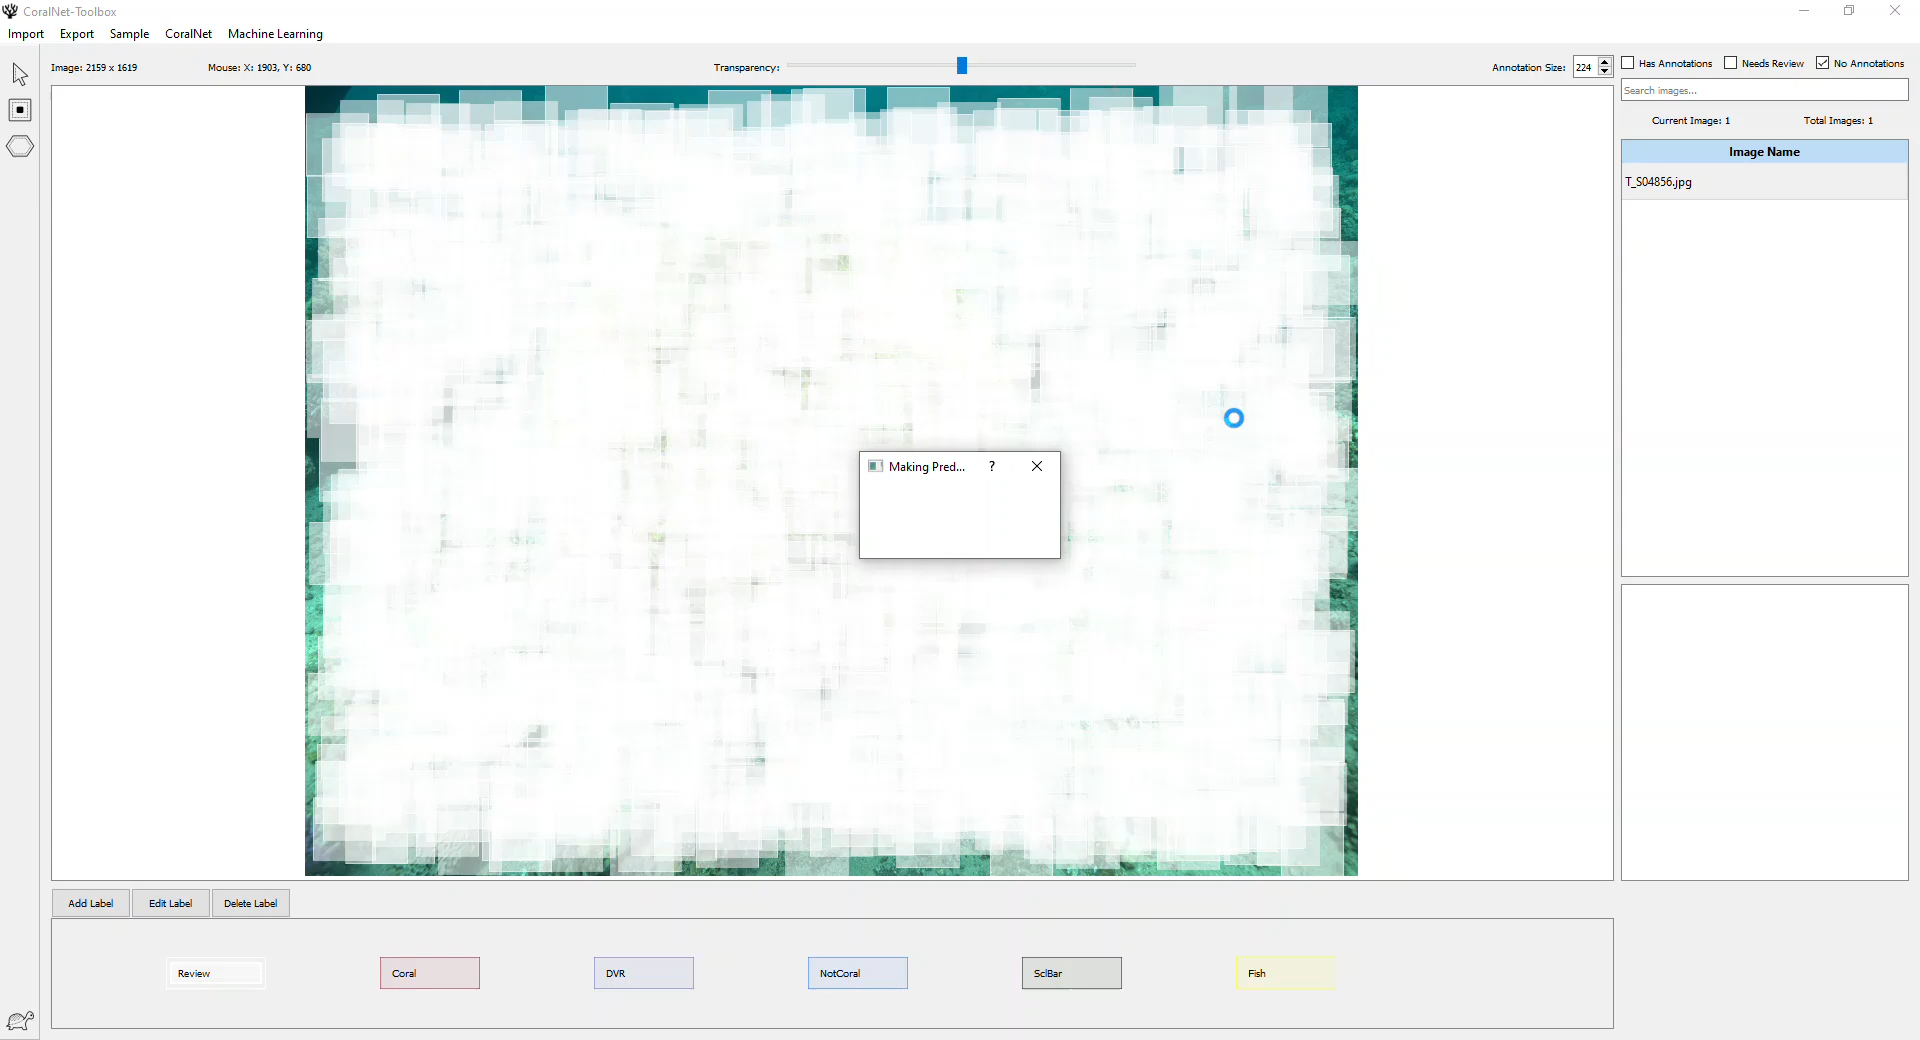 CoralNet-Toolbox
Import Export Sample CoralNet Machine Learning
Image: 2159 x 1619 Mouse: X: 1903, Y: 680 Transparency: Annotation Size: 224
Has Annotations Needs Review No Annotations
Search images...
Current Image: 1 Total Images: 1
Image Name
T_S04856.jpg
Making Pred... ?
Add Label Edit Label Delete Label
Review Coral DVR NotCoral SclBar Fish